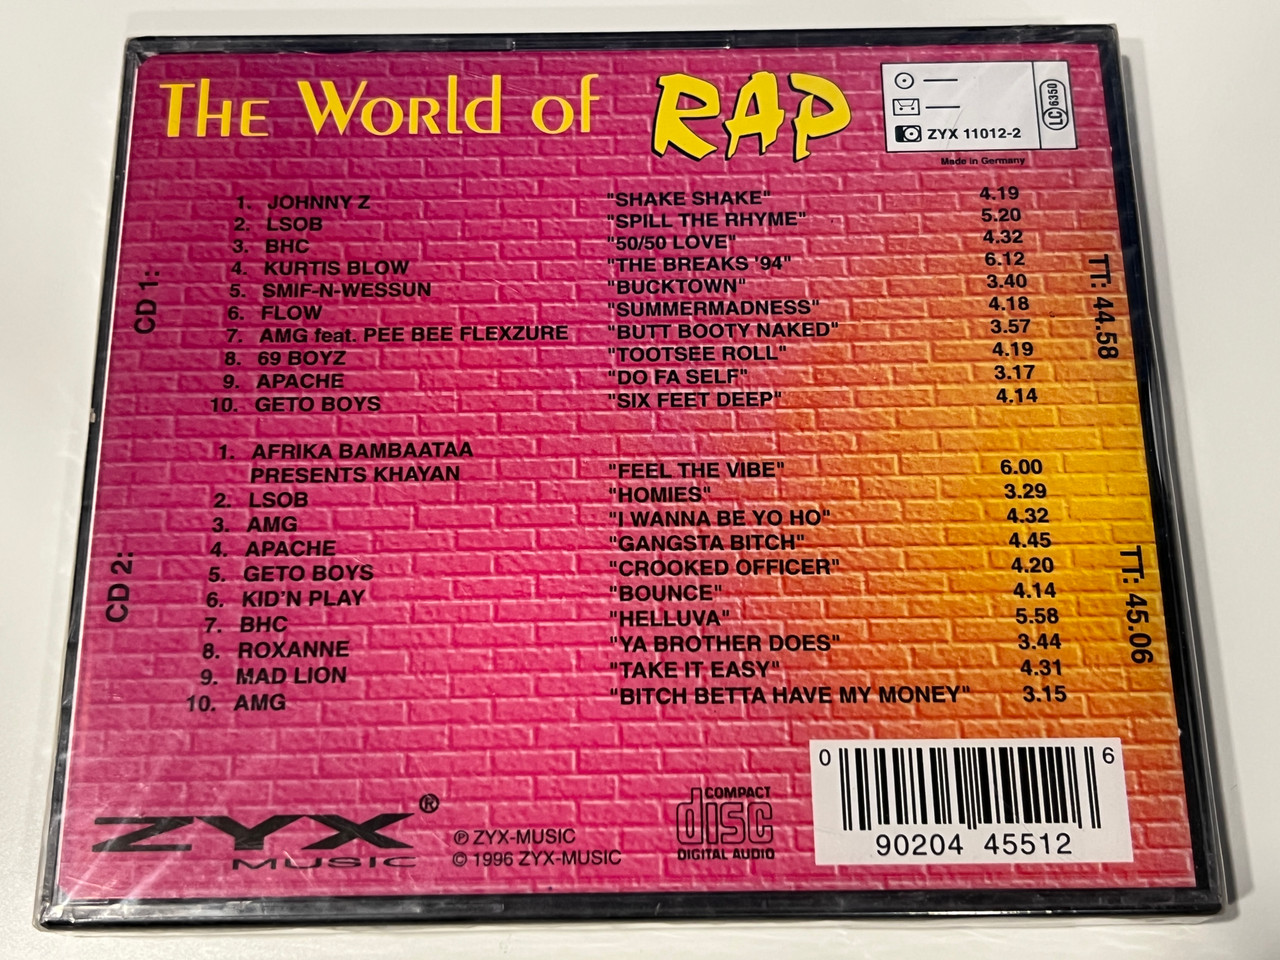 The World of RAP
ZYX 11012-2
LC 6350
Made in Germany
CD 1:
1. JOHNNY Z "SHAKE SHAKE" 4.19
2. LSOB "SPILL THE RHYME" 5.20
3. BHC "50/50 LOVE" 4.32
4. KURTIS BLOW "THE BREAKS '94" 6.12
5. SMIF-N-WESSUN "BUCKTOWN" 3.40
6. FLOW "SUMMERMADNESS" 4.18
7. AMG feat. PEE BEE FLEXZURE "BUTT BOOTY NAKED" 3.57
8. 69 BOYZ "TOOTSEE ROLL" 4.19
9. APACHE "DO FA SELF" 3.17
10. GETO BOYS "SIX FEET DEEP" 4.14
TT: 44.58
CD 2:
1. AFRIKA BAMBAATAA
PRESENTS KHAYAN "FEEL THE VIBE" 6.00
2. LSOB "HOMIES" 3.29
3. AMG "I WANNA BE YO HO" 4.32
4. APACHE "GANGSTA BITCH" 4.45
5. GETO BOYS "CROOKED OFFICER" 4.20
6. KID'N PLAY "BOUNCE" 4.14
7. BHC "HELLUVA" 5.58
8. ROXANNE "YA BROTHER DOES" 3.44
9. MAD LION "TAKE IT EASY" 4.31
10. AMG "BITCH BETTA HAVE MY MONEY" 3.15
TT: 45.06
ZYX®
MUSIC
℗ ZYX-MUSIC
© 1996 ZYX-MUSIC
COMPACT
disc
DIGITAL AUDIO
0 90204 45512 6